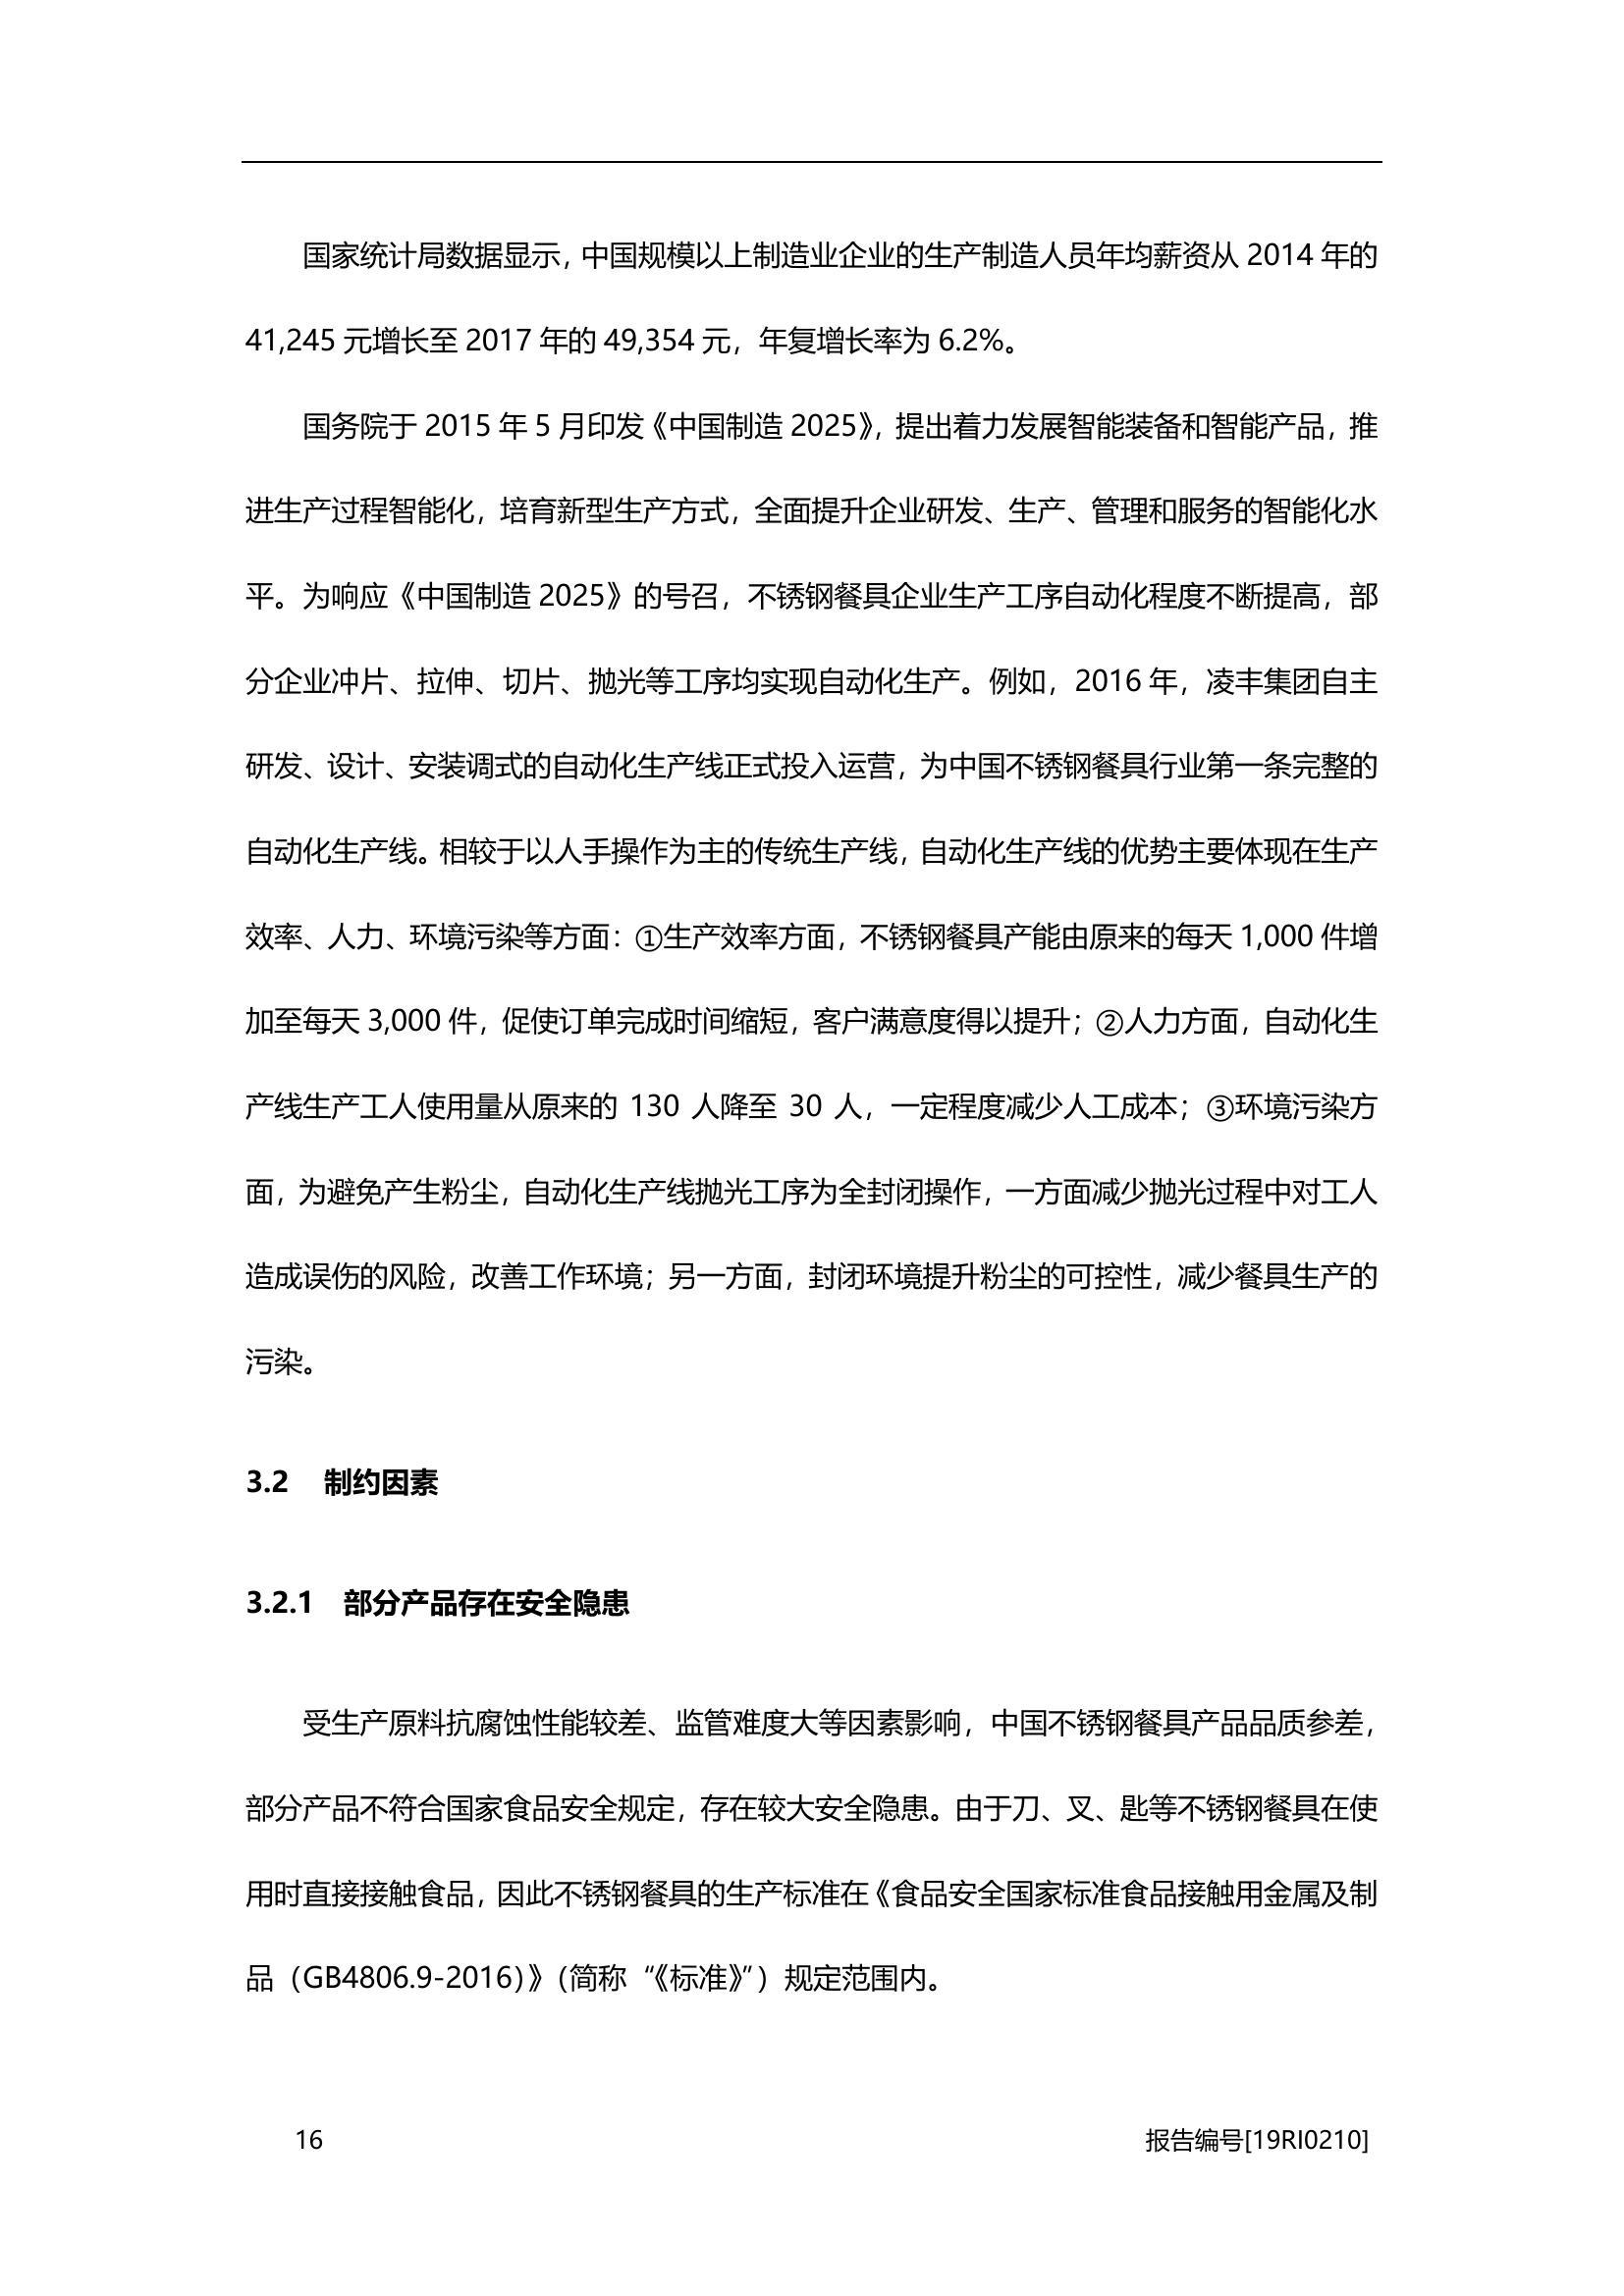 国家统计局数据显示，中国规模以上制造业企业的生产制造人员年均薪资从 2014 年的
41,245 元增长至 2017 年的 49,354 元，年复增长率为 6.2%。
国务院于 2015 年 5 月印发《中国制造 2025》，提出着力发展智能装备和智能产品，推
进生产过程智能化，培育新型生产方式，全面提升企业研发、生产、管理和服务的智能化水
平。为响应《中国制造 2025》的号召，不锈钢餐具企业生产工序自动化程度不断提高，部
分企业冲片、拉伸、切片、抛光等工序均实现自动化生产。例如，2016 年，凌丰集团自主
研发、设计、安装调式的自动化生产线正式投入运营，为中国不锈钢餐具行业第一条完整的
自动化生产线。相较于以人手操作为主的传统生产线，自动化生产线的优势主要体现在生产
效率、人力、环境污染等方面：①生产效率方面，不锈钢餐具产能由原来的每天 1,000 件增
加至每天 3,000 件，促使订单完成时间缩短，客户满意度得以提升；②人力方面，自动化生
产线生产工人使用量从原来的 130 人降至 30 人，一定程度减少人工成本；③环境污染方
面，为避免产生粉尘，自动化生产线抛光工序为全封闭操作，一方面减少抛光过程中对工人
造成误伤的风险，改善工作环境；另一方面，封闭环境提升粉尘的可控性，减少餐具生产的
污染。
3.2 制约因素
3.2.1 部分产品存在安全隐患
受生产原料抗腐蚀性能较差、监管难度大等因素影响，中国不锈钢餐具产品品质参差，
部分产品不符合国家食品安全规定，存在较大安全隐患。由于刀、叉、匙等不锈钢餐具在使
用时直接接触食品，因此不锈钢餐具的生产标准在《食品安全国家标准食品接触用金属及制
品（GB4806.9-2016）》（简称“《标准》”）规定范围内。
16 报告编号[19RI0210]